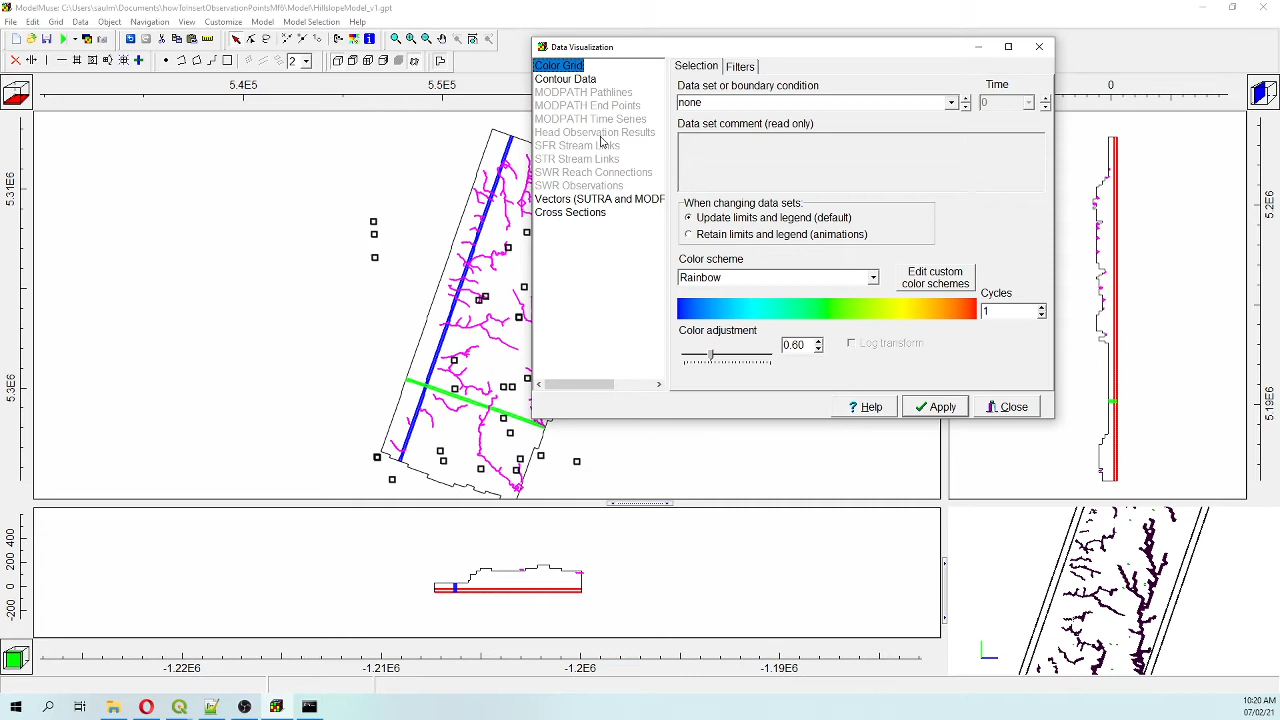 ModelMuse: C:\Users\saulm\Documents\howToInsertObservationPointsMf6\Model\HillslopeModel_v1.gpt
File Edit Grid Data Object Navigation View Customize Model Model Selection Help
2
Data Visualization
Color Grid
Contour Data
MODPATH Pathlines
MODPATH End Points
MODPATH Time Series
Head Observation Results
SFR Stream Links
STR Stream Links
SWR Reach Connections
SWR Observations
Vectors (SUTRA and MODF
Cross Sections
Selection Filters
Data set or boundary condition
Time
none
0
Data set comment (read only)
When changing data sets:
Update limits and legend (default)
Retain limits and legend (animations)
Color scheme
Rainbow
Edit custom
color schemes
Cycles
1
Color adjustment
0.60
Log transform
Help
Apply
Close
5.4E5 5.5E5
0
5.31E6
5.3E6
5.2E6
5.19E6
400
200
0
-200
-1.22E6 -1.21E6 -1.2E6 -1.19E6
10:20 AM
07/02/21